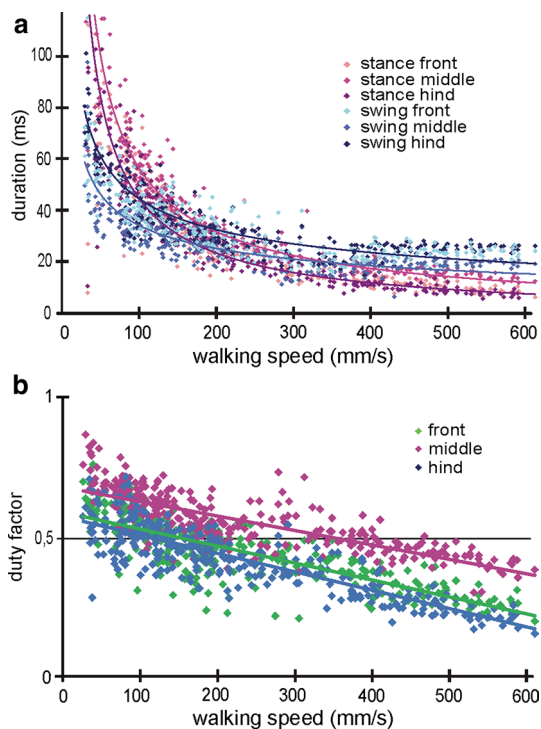 a
100
80
60
40
20
0
duration (ms)
stance front
stance middle
stance hind
swing front
swing middle
swing hind
0 100 200 300 400 500 600
walking speed (mm/s)
b
1
0,5
0
duty factor
front
middle
hind
0 100 200 300 400 500 600
walking speed (mm/s)